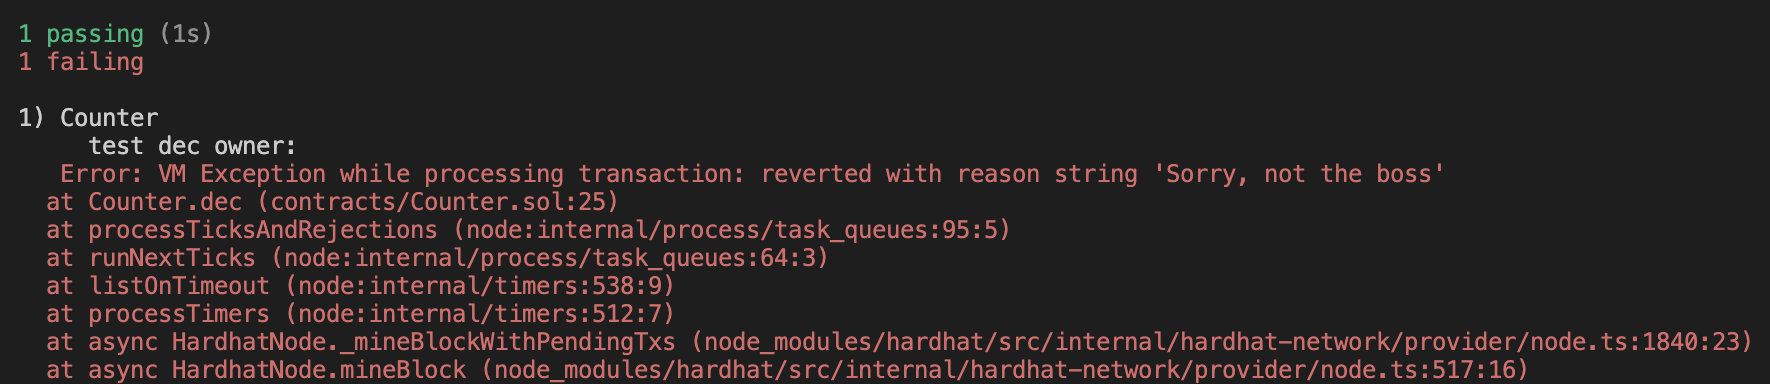 1 passing (1s)
1 failing
1) Counter
test dec owner:
Error: VM Exception while processing transaction: reverted with reason string 'Sorry, not the boss'
at Counter.dec (contracts/Counter.sol:25)
at processTicksAndRejections (node:internal/process/task_queues:95:5)
at runNextTicks (node:internal/process/task_queues:64:3)
at listOnTimeout (node:internal/timers:538:9)
at processTimers (node:internal/timers:512:7)
at async HardhatNode._mineBlockWithPendingTxs (node_modules/hardhat/src/internal/hardhat-network/provider/node.ts:1840:23)
at async HardhatNode.mineBlock (node_modules/hardhat/src/internal/hardhat-network/provider/node.ts:517:16)